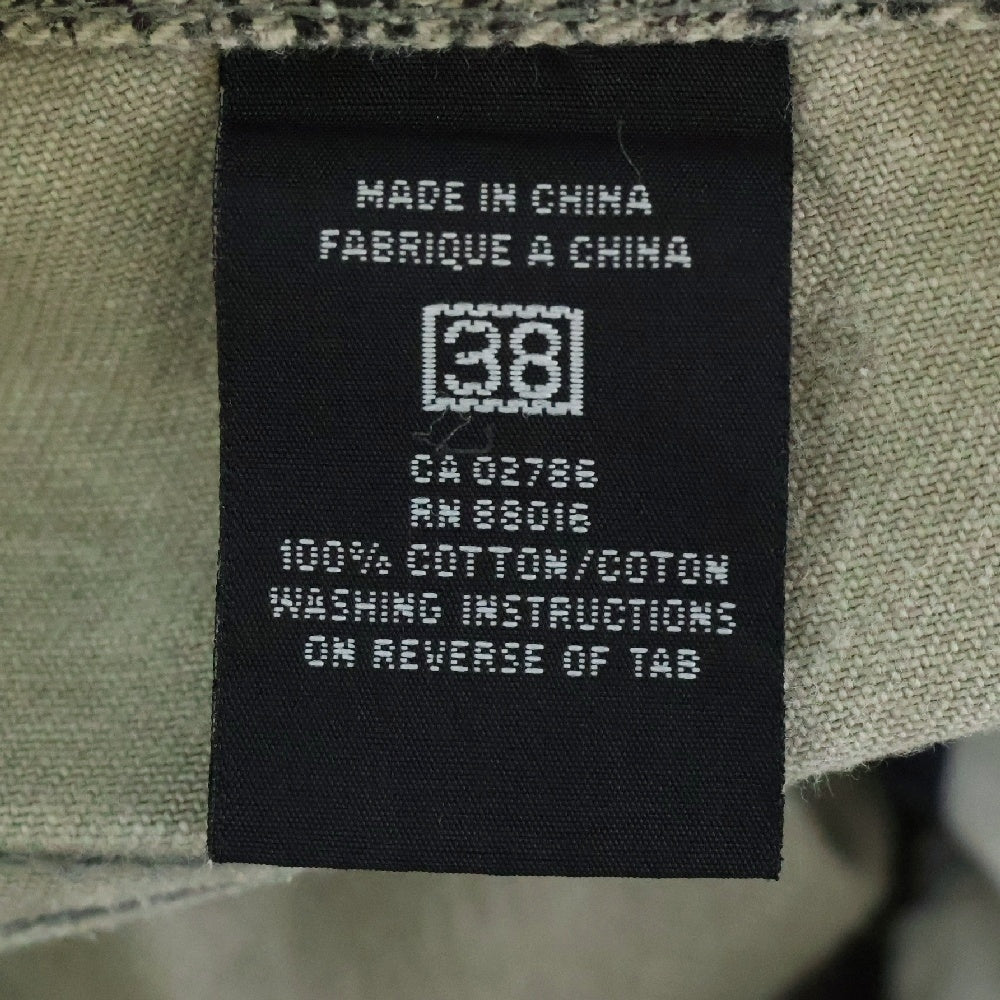 MADE IN CHINA
FABRIQUE A CHINA
38
CA 02786
RN 88016
100% COTTON/COTON
WASHING INSTRUCTIONS
ON REVERSE OF TAB